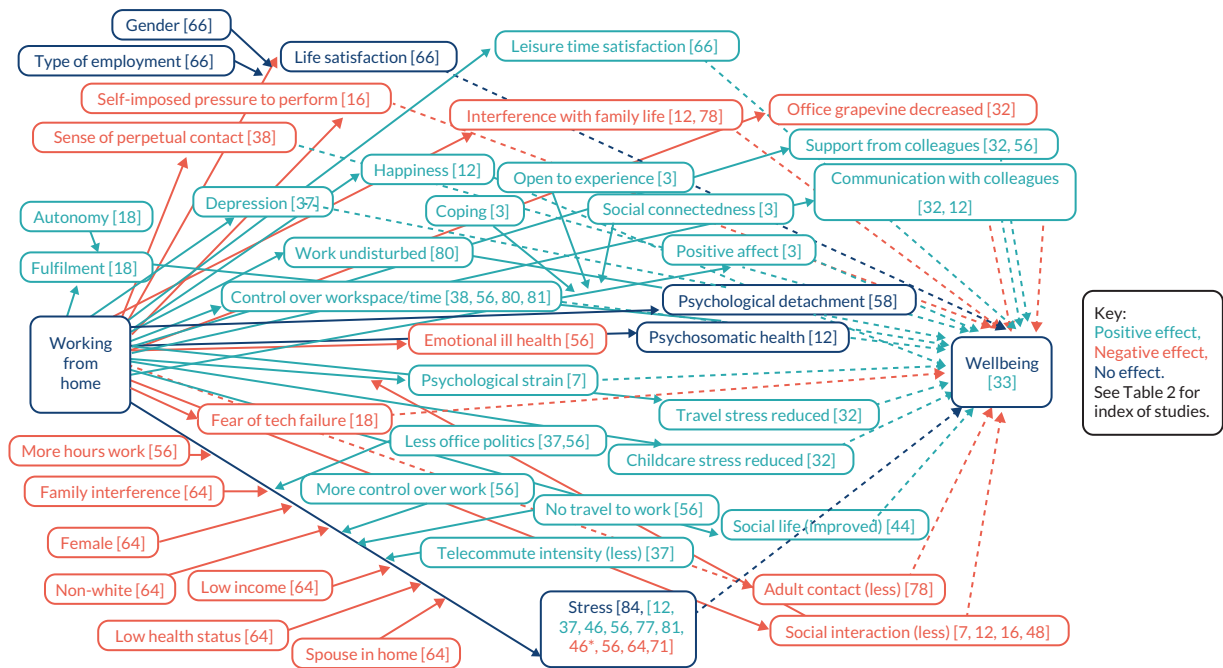 Gender [66]
Leisure time satisfaction [66]
Type of employment [66]
Life satisfaction [66]
Self-imposed pressure to perform [16]
Interference with family life [12, 78]
Office grapevine decreased [32]
Sense of perpetual contact [38]
Support from colleagues [32, 56]
Happiness [12]
Open to experience [3]
Communication with colleagues
[32, 12]
Depression [37]
Coping [3]
Social connectedness [3]
Autonomy [18]
Work undisturbed [80]
Positive affect [3]
Fulfilment [18]
Control over workspace/time [38, 56, 80, 81]
Psychological detachment [58]
Working
from
home
Emotional ill health [56]
Psychosomatic health [12]
Wellbeing
[33]
Key:
Positive effect,
Negative effect,
No effect.
See Table 2 for
index of studies.
Psychological strain [7]
Travel stress reduced [32]
Fear of tech failure [18]
Less office politics [37,56]
Childcare stress reduced [32]
More hours work [56]
Family interference [64]
More control over work [56]
No travel to work [56]
Social life (improved) [44]
Female [64]
Telecommute intensity (less) [37]
Non-white [64]
Low income [64]
Adult contact (less) [78]
Low health status [64]
Spouse in home [64]
Stress [84, [12,
37, 46, 56, 77, 81,
46*, 56, 64,71]
Social interaction (less) [7, 12, 16, 48]